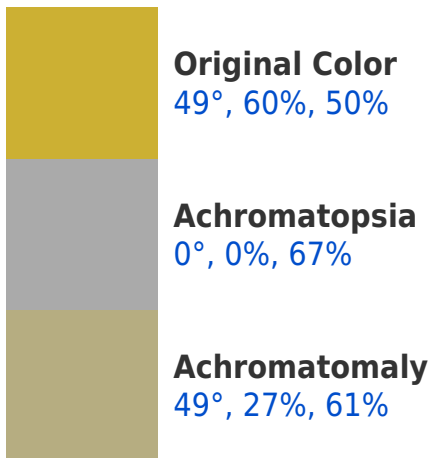 Original Color
49°, 60%, 50%
Achromatopsia
0°, 0%, 67%
Achromatomaly
49°, 27%, 61%